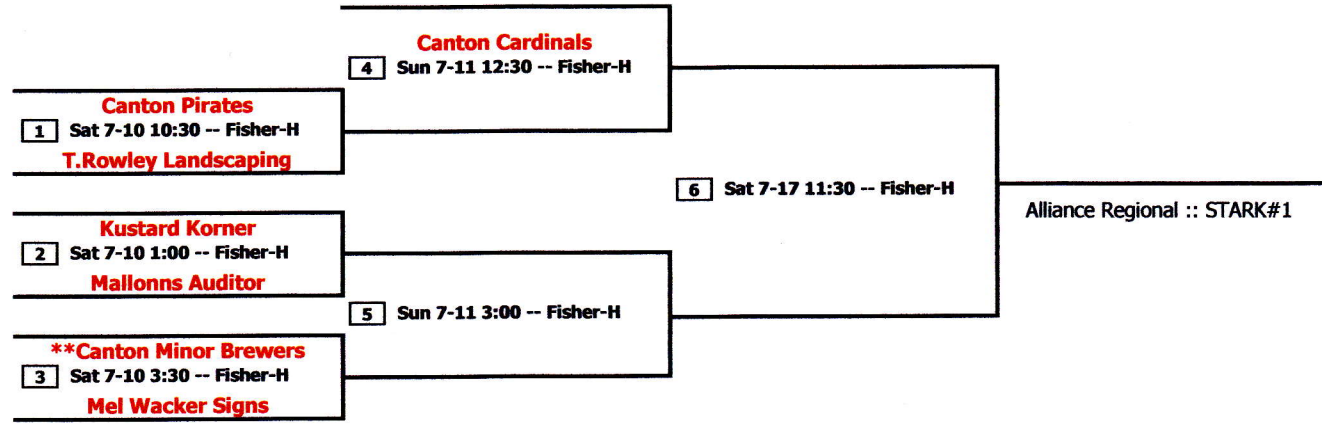 Canton Cardinals
4 Sun 7-11 12:30 -- Fisher-H
Canton Pirates
1 Sat 7-10 10:30 -- Fisher-H
T.Rowley Landscaping
6 Sat 7-17 11:30 -- Fisher-H
Alliance Regional :: STARK#1
Kustard Korner
2 Sat 7-10 1:00 -- Fisher-H
Mallonns Auditor
5 Sun 7-11 3:00 -- Fisher-H
**Canton Minor Brewers
3 Sat 7-10 3:30 -- Fisher-H
Mel Wacker Signs